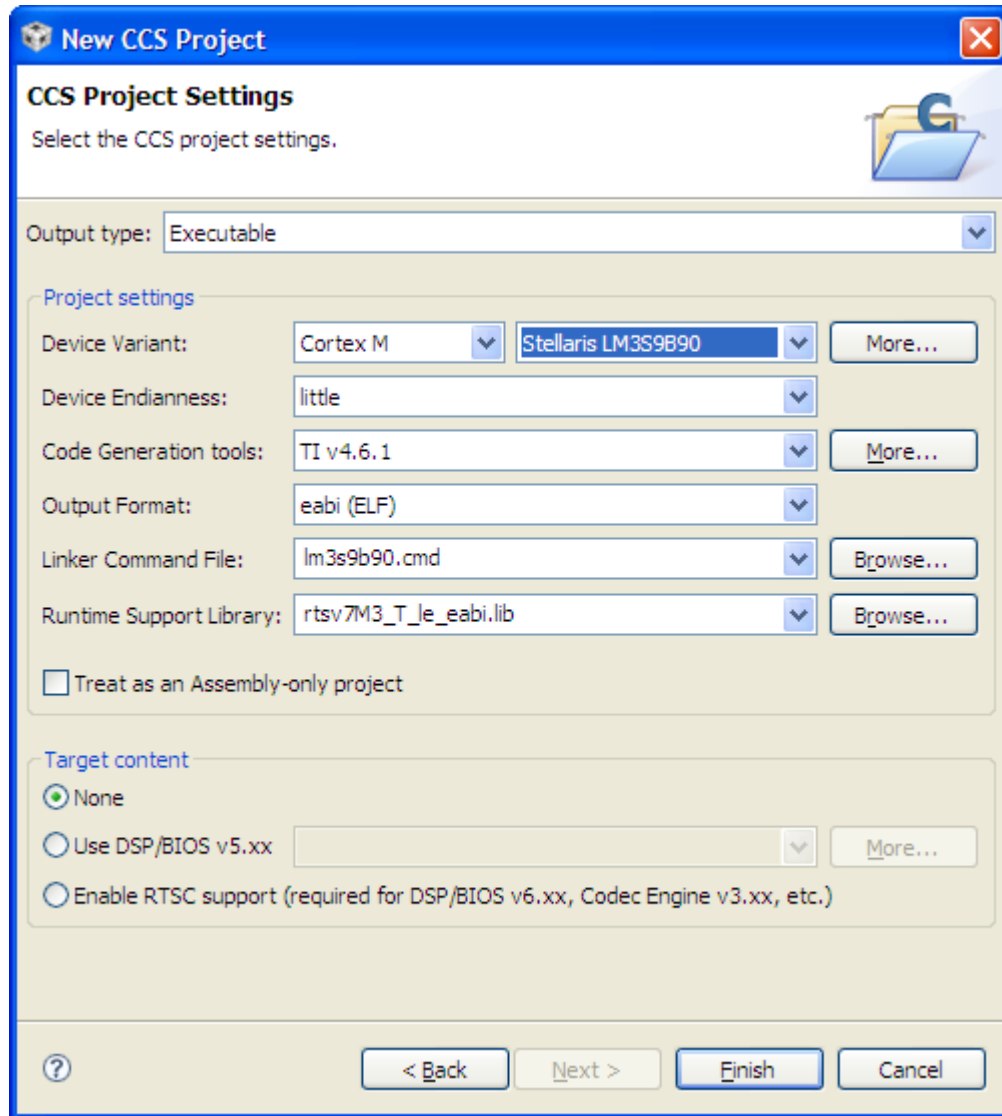 New CCS Project
CCS Project Settings
Select the CCS project settings.
Output type: Executable
Project settings
Device Variant: Cortex M Stellaris LM3S9B90 More...
Device Endianness: little
Code Generation tools: TI v4.6.1 More...
Output Format: eabi (ELF)
Linker Command File: lm3s9b90.cmd Browse...
Runtime Support Library: rtsv7M3_T_le_eabi.lib Browse...
Treat as an Assembly-only project
Target content
None
Use DSP/BIOS v5.xx More...
Enable RTSC support (required for DSP/BIOS v6.xx, Codec Engine v3.xx, etc.)
? < Back Next > Finish Cancel